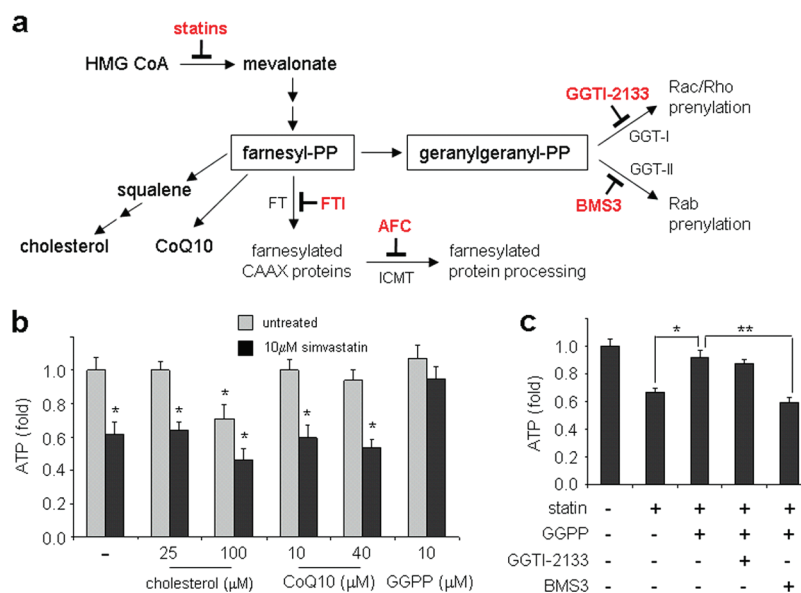 a
statins
HMG CoA mevalonate
GGTI-2133 Rac/Rho
prenylation
GGT-I
farnesyl-PP geranylgeranyl-PP
GGT-II
squalene
FT FTI BMS3 Rab
prenylation
AFC
cholesterol CoQ10 farnesylated farnesylated
CAAX proteins ICMT protein processing
b
untreated
10μM simvastatin
ATP (fold)
1.0
0.8
0.6
0.4
0.2
0.0
* * * * * *
- 25 100 10 40 10
cholesterol (μM) CoQ10 (μM) GGPP (μM)
c
* **
ATP (fold)
1.0
0.8
0.6
0.4
0.2
0.0
statin - + + + +
GGPP - - + + +
GGTI-2133 - - - + -
BMS3 - - - - +